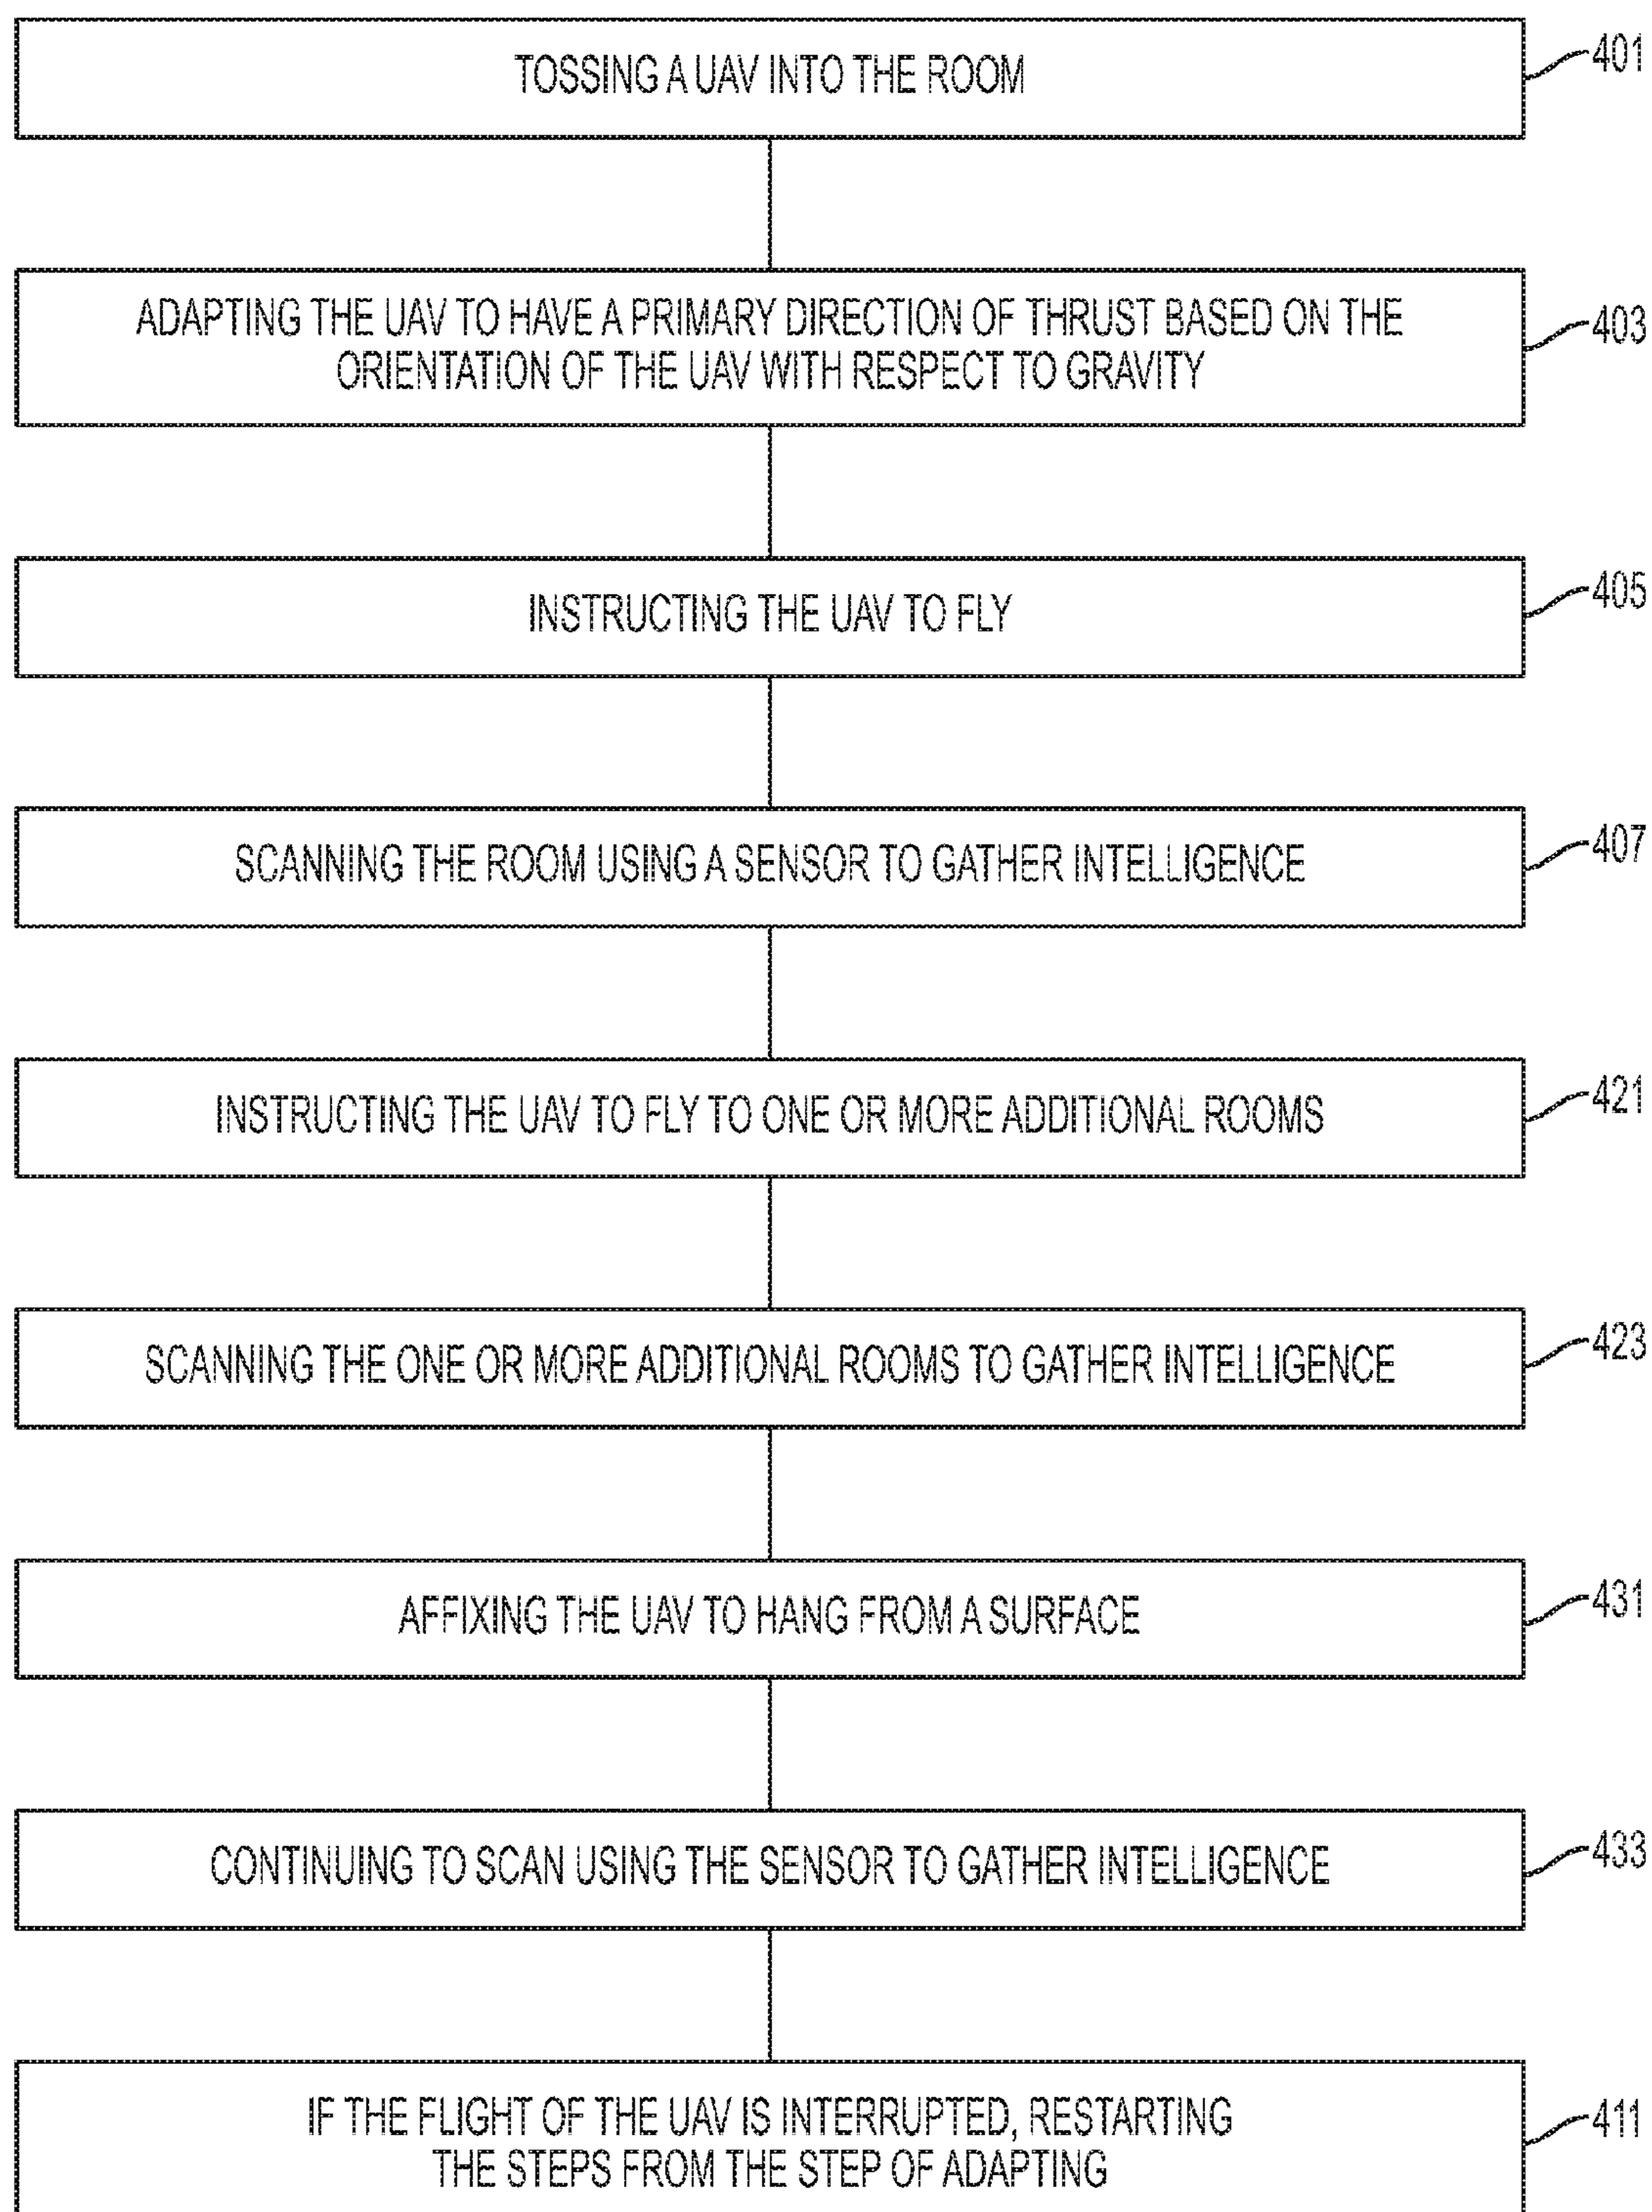 TOSSING A UAV INTO THE ROOM
401
ADAPTING THE UAV TO HAVE A PRIMARY DIRECTION OF THRUST BASED ON THE
ORIENTATION OF THE UAV WITH RESPECT TO GRAVITY
403
INSTRUCTING THE UAV TO FLY
405
SCANNING THE ROOM USING A SENSOR TO GATHER INTELLIGENCE
407
INSTRUCTING THE UAV TO FLY TO ONE OR MORE ADDITIONAL ROOMS
421
SCANNING THE ONE OR MORE ADDITIONAL ROOMS TO GATHER INTELLIGENCE
423
AFFIXING THE UAV TO HANG FROM A SURFACE
431
CONTINUING TO SCAN USING THE SENSOR TO GATHER INTELLIGENCE
433
IF THE FLIGHT OF THE UAV IS INTERRUPTED, RESTARTING
THE STEPS FROM THE STEP OF ADAPTING
411